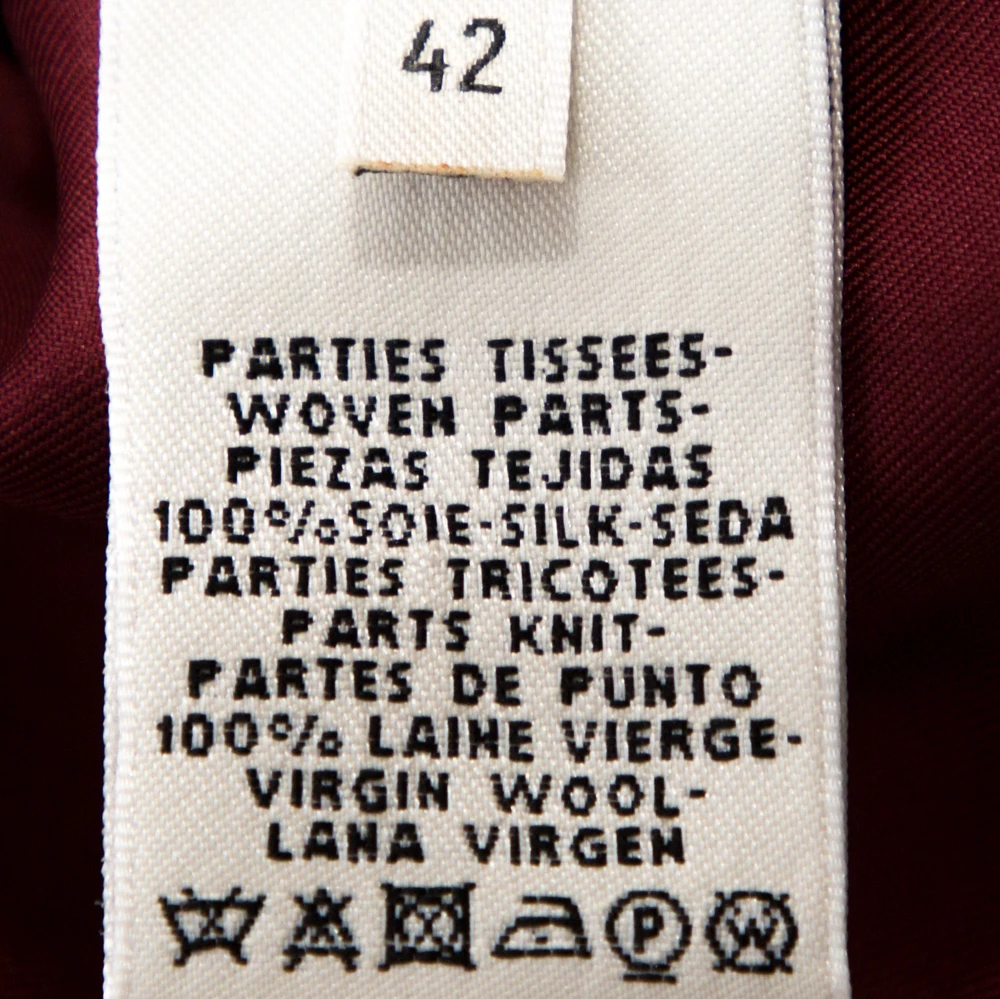 42
PARTIES TISSEES-
WOVEN PARTS-
PIEZAS TEJIDAS
100%SOIE-SILK-SEDA
PARTIES TRICOTEES-
PARTS KNIT-
PARTES DE PUNTO
100% LAINE VIERGE-
VIRGIN WOOL-
LANA VIRGEN
P W